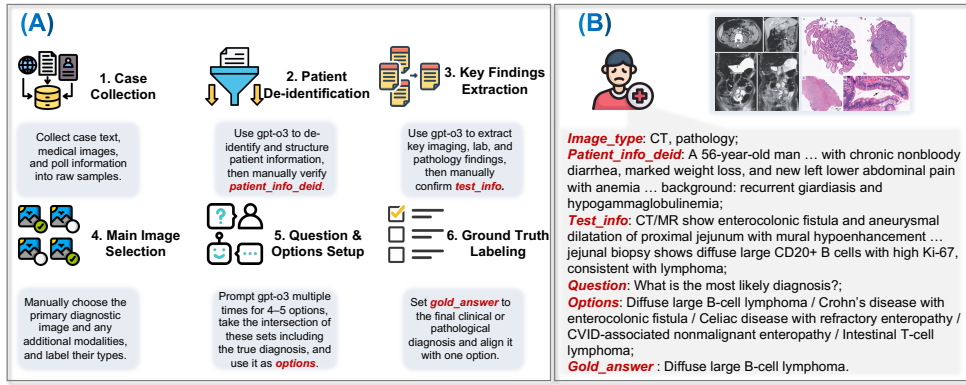 (A)
1. Case
Collection
2. Patient
De-identification
3. Key Findings
Extraction
Collect case text,
medical images,
and poll information
into raw samples.
Use gpt-o3 to de-
identify and structure
patient information,
then manually verify
patient_info_deid.
Use gpt-o3 to extract
key imaging, lab, and
pathology findings,
then manually
confirm test_info.
4. Main Image
Selection
5. Question &
Options Setup
6. Ground Truth
Labeling
Manually choose the
primary diagnostic
image and any
additional modalities,
and label their types.
Prompt gpt-o3 multiple
times for 4–5 options,
take the intersection of
these sets including
the true diagnosis, and
use it as options.
Set gold_answer to
the final clinical or
pathological
diagnosis and align it
with one option.
(B)
Image_type: CT, pathology;
Patient_info_deid: A 56-year-old man … with chronic nonbloody
diarrhea, marked weight loss, and new left lower abdominal pain
with anemia … background: recurrent giardiasis and
hypogammaglobulinemia;
Test_info: CT/MR show enterocolonic fistula and aneurysmal
dilatation of proximal jejunum with mural hypoenhancement …
jejunal biopsy shows diffuse large CD20+ B cells with high Ki-67,
consistent with lymphoma;
Question: What is the most likely diagnosis?;
Options: Diffuse large B-cell lymphoma / Crohn's disease with
enterocolonic fistula / Celiac disease with refractory enteropathy /
CVID-associated nonmalignant enteropathy / Intestinal T-cell
lymphoma;
Gold_answer : Diffuse large B-cell lymphoma.